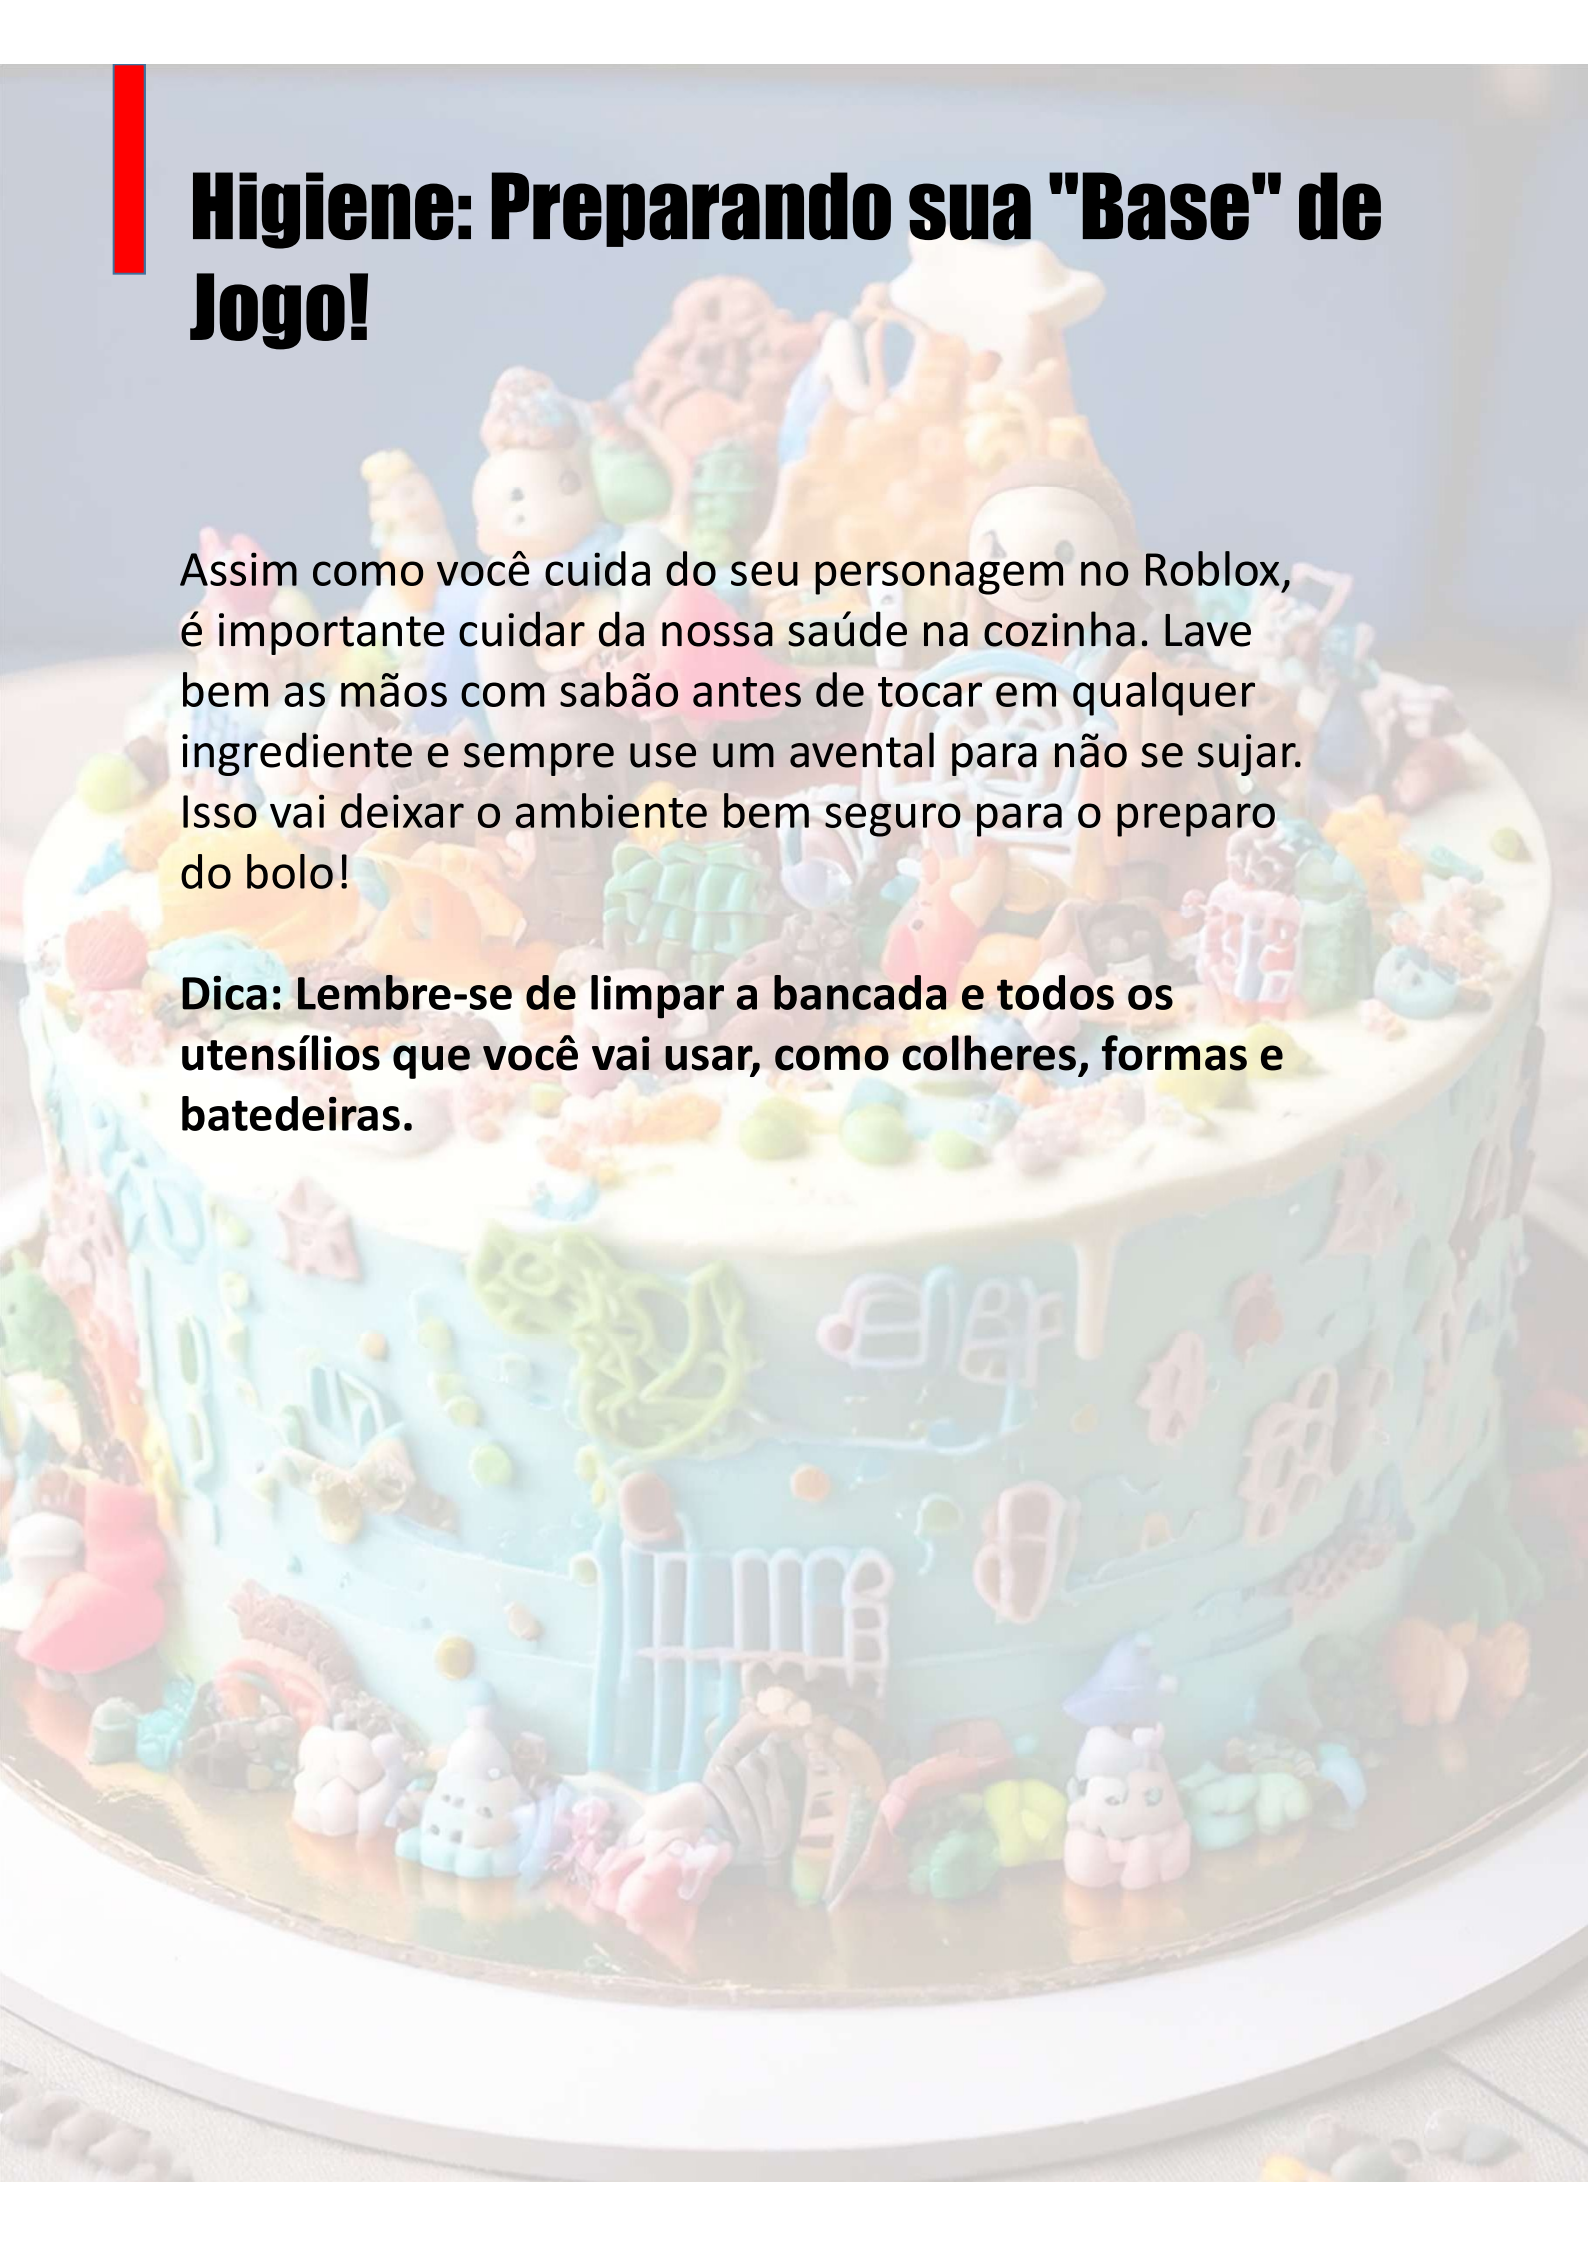 Higiene: Preparando sua "Base" de
Jogo!
Assim como você cuida do seu personagem no Roblox,
é importante cuidar da nossa saúde na cozinha. Lave
bem as mãos com sabão antes de tocar em qualquer
ingrediente e sempre use um avental para não se sujar.
Isso vai deixar o ambiente bem seguro para o preparo
do bolo!
Dica: Lembre-se de limpar a bancada e todos os
utensílios que você vai usar, como colheres, formas e
batedeiras.